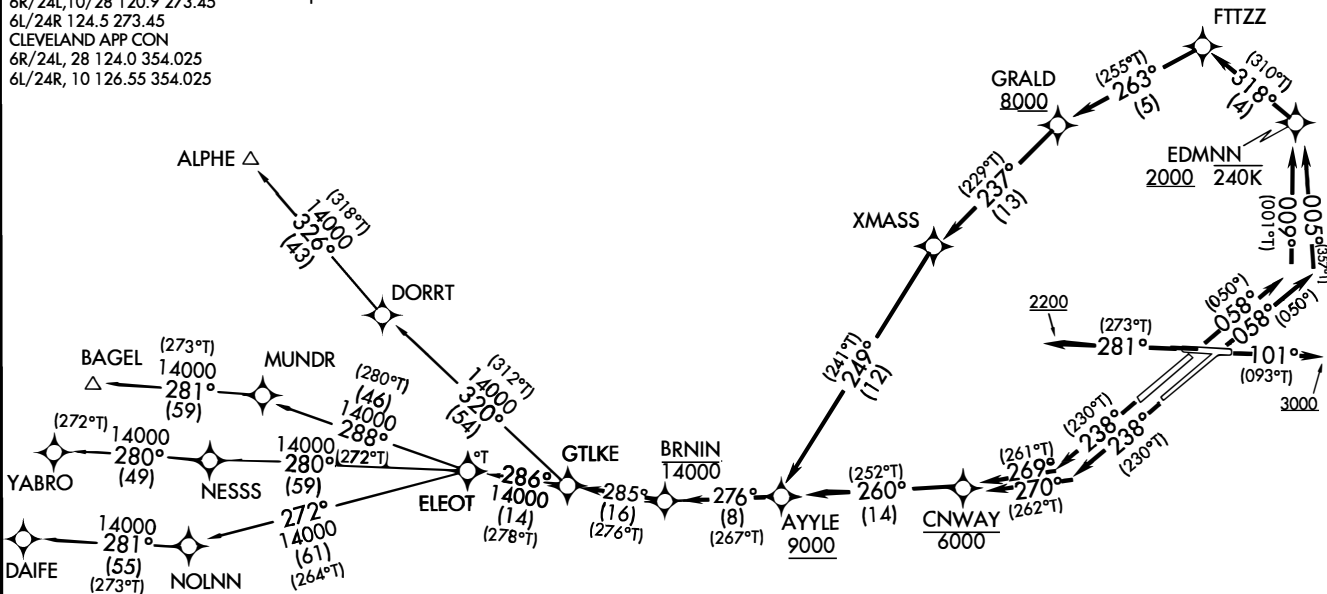 6R/24L,10/28 120.9 273.45
6L/24R 124.5 273.45
CLEVELAND APP CON
6R/24L, 28 124.0 354.025
6L/24R, 10 126.55 354.025
FTTZZ
(310°T)
318°
(4)
(255°T)
263°
(5)
GRALD
8000
EDMNN
2000 240K
009°
(001°T)
005°
(357°T)
(229°T)
237°
(13)
XMASS
ALPHE
(318°T)
14000
326°
(43)
DORRT
(050°)
058°
058°
(050°)
2200
(273°T)
281°
101°
(093°T)
3000
(241°T)
249°
(12)
(312°T)
14000
320°
(54)
BAGEL
(273°T)
14000
281°
(59)
MUNDR
(280°T)
(46)
14000
288°
(230°T)
238°
238°
(230°T)
(272°T)
14000
280°
(49)
YABRO
NESSS
14000
280°
(272°T)
(59)
°T
ELEOT
286°
14000
(14)
(278°T)
GTLKE
285°
(16)
(276°T)
BRNIN
14000
276°
(8)
(267°T)
AYYLE
9000
(252°T)
260°
(14)
CNWAY
6000
(261°T)
269°
270°
(262°T)
272°
14000
(61)
(264°T)
14000
281°
(55)
(273°T)
DAIFE
NOLNN